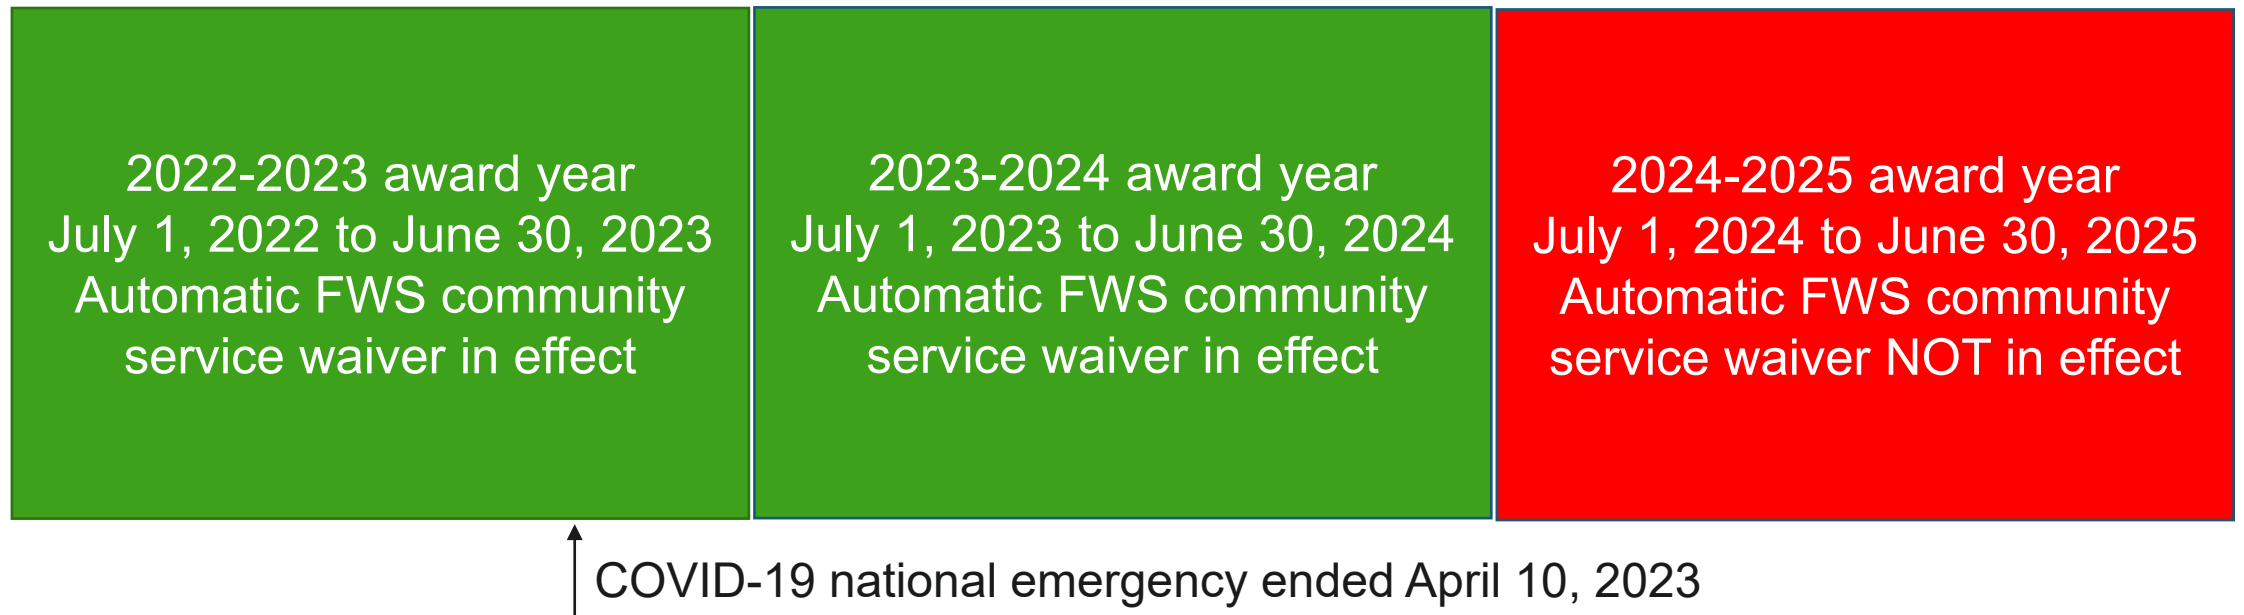 2022-2023 award year
July 1, 2022 to June 30, 2023
Automatic FWS community
service waiver in effect
2023-2024 award year
July 1, 2023 to June 30, 2024
Automatic FWS community
service waiver in effect
2024-2025 award year
July 1, 2024 to June 30, 2025
Automatic FWS community
service waiver NOT in effect
COVID-19 national emergency ended April 10, 2023